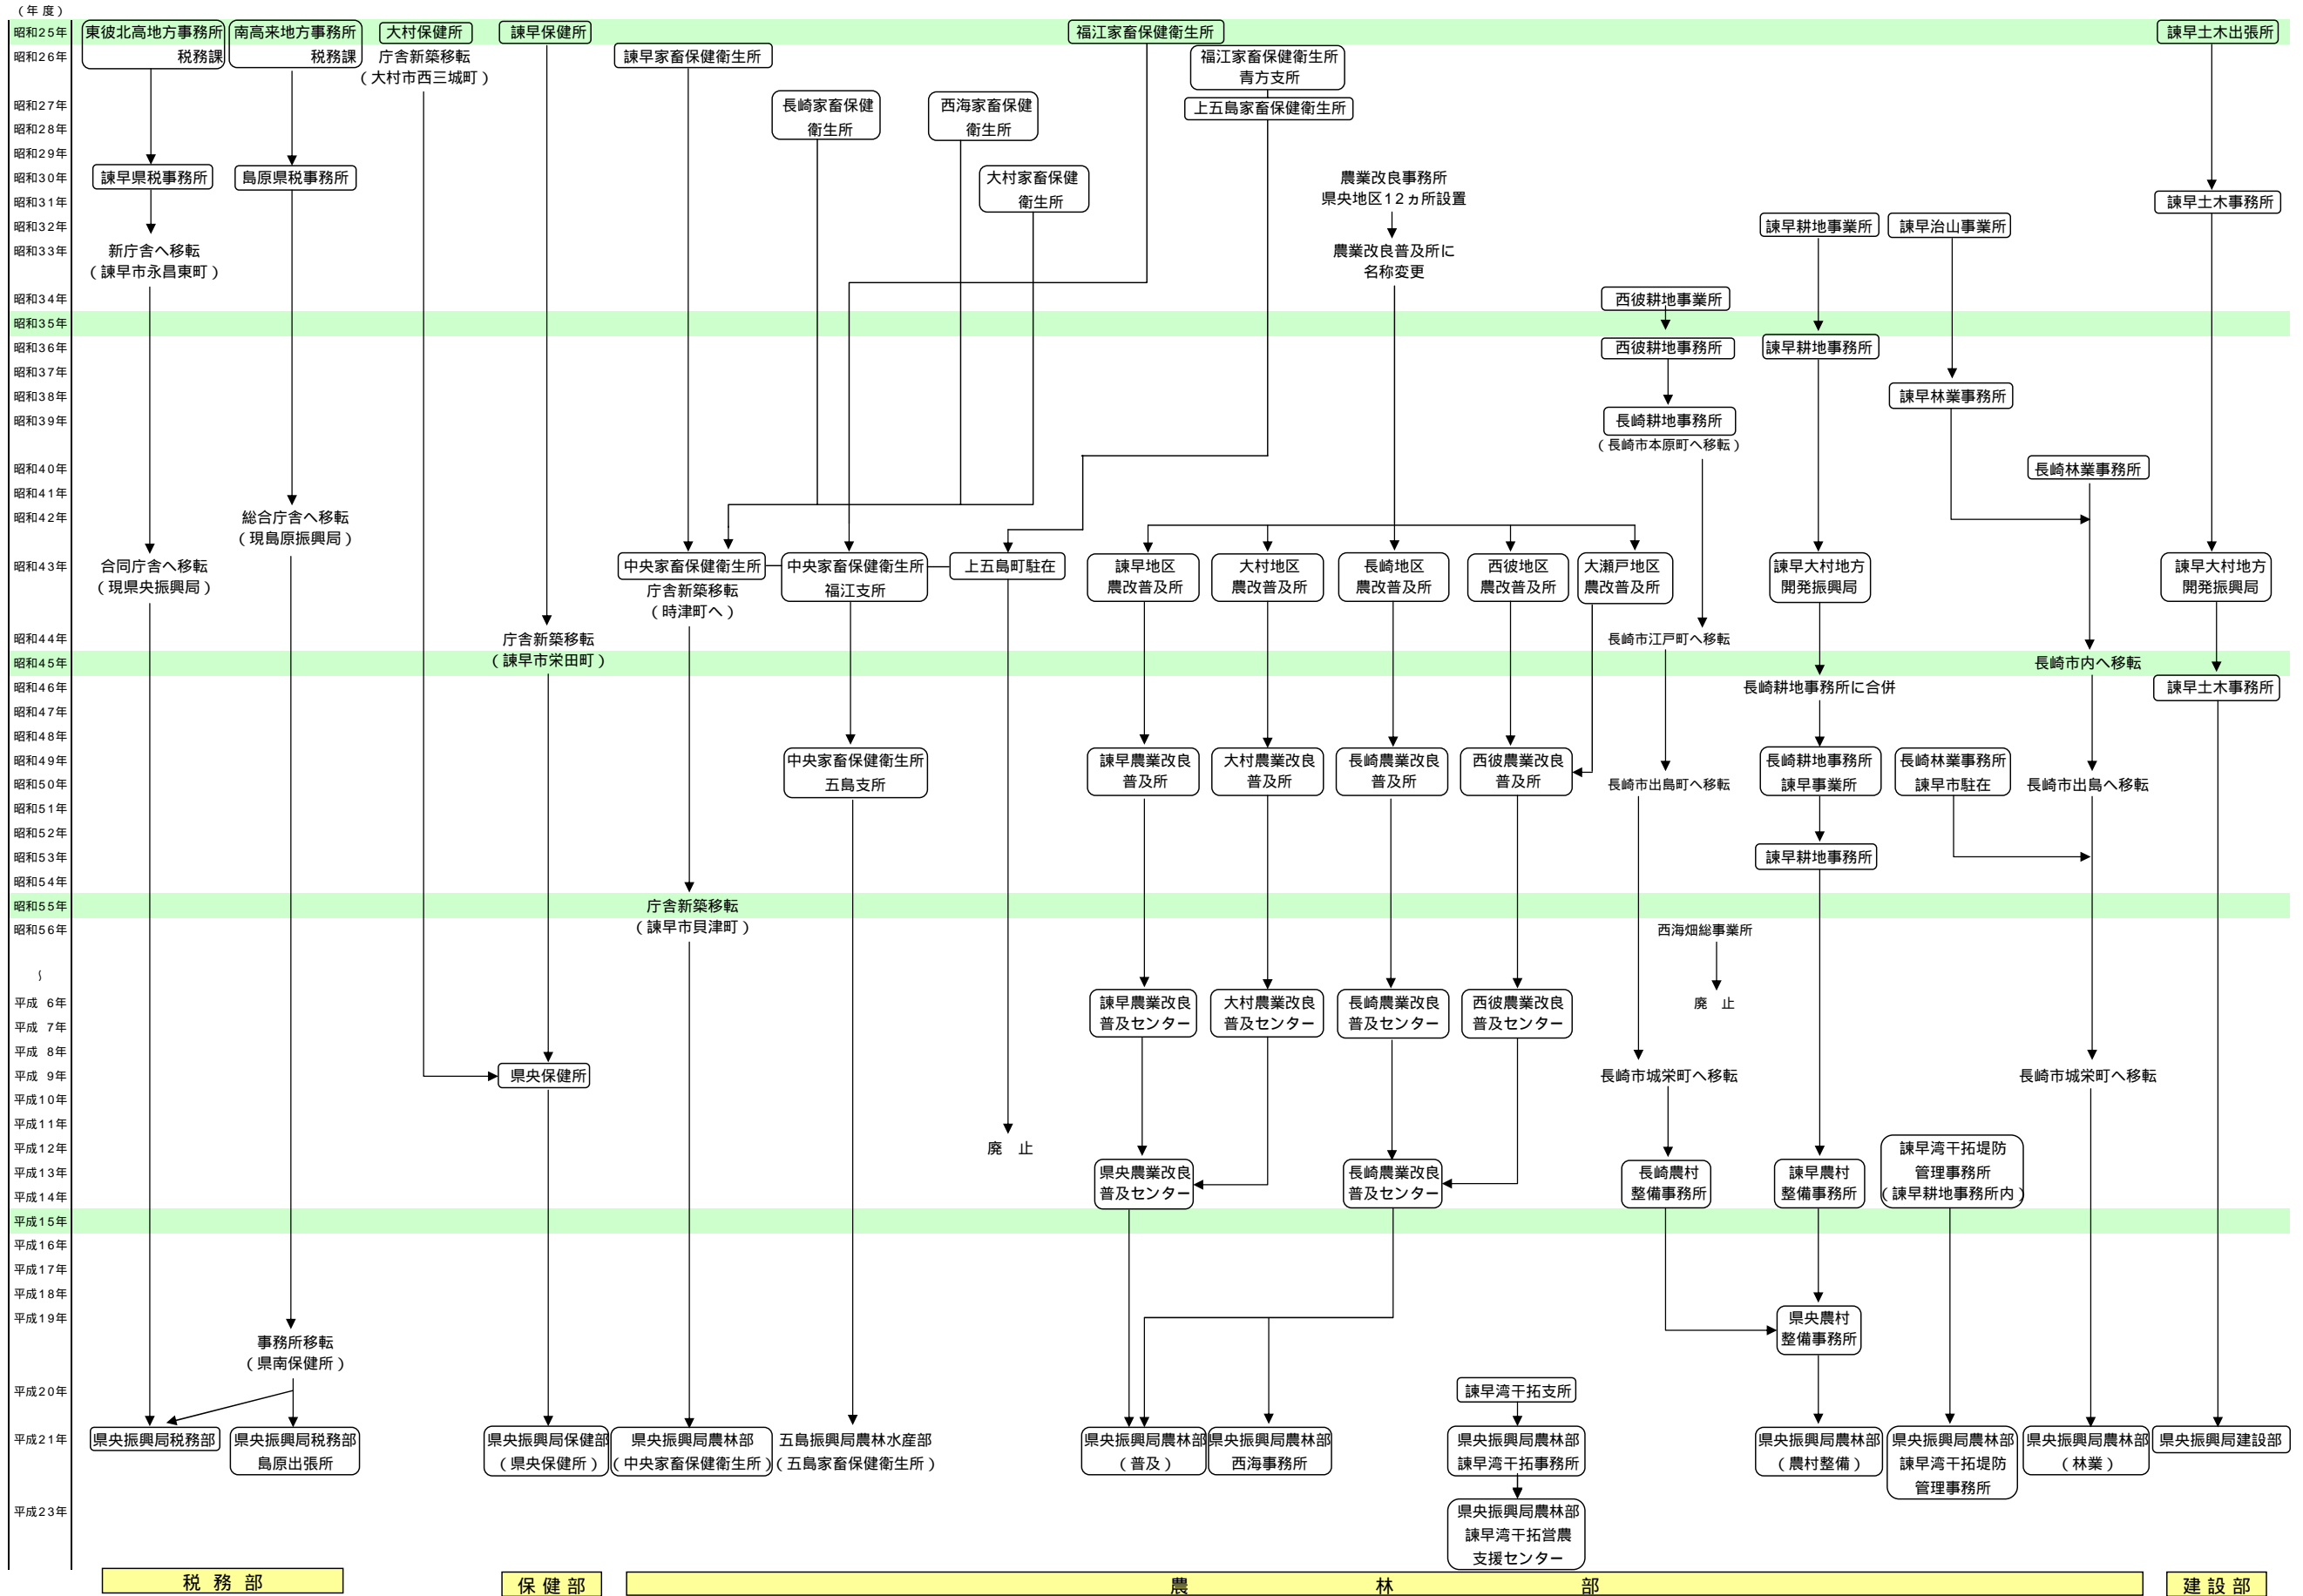 (年度)
昭和25年
東彼北高地方事務所
税務課
南高来地方事務所
税務課
大村保健所
諫早保健所
福江家畜保健衛生所
諫早土木出張所
昭和26年
庁舎新築移転
(大村市西三城町)
諫早家畜保健衛生所
福江家畜保健衛生所
青方支所
昭和27年
長崎家畜保健
衛生所
西海家畜保健
衛生所
上五島家畜保健衛生所
昭和28年
昭和29年
昭和30年
諫早県税事務所
島原県税事務所
大村家畜保健
衛生所
農業改良事務所
県央地区12ヵ所設置
昭和31年
諫早土木事務所
昭和32年
諫早耕地事業所
諫早治山事業所
昭和33年
新庁舎へ移転
(諫早市永昌東町)
農業改良普及所に
名称変更
昭和34年
西彼耕地事業所
昭和35年
昭和36年
西彼耕地事務所
諫早耕地事務所
昭和37年
昭和38年
諫早林業事務所
昭和39年
長崎耕地事務所
(長崎市本原町へ移転)
昭和40年
長崎林業事務所
昭和41年
昭和42年
総合庁舎へ移転
(現島原振興局)
昭和43年
合同庁舎へ移転
(現県央振興局)
中央家畜保健衛生所
庁舎新築移転
(時津町へ)
中央家畜保健衛生所
福江支所
上五島町駐在
諫早地区
農改普及所
大村地区
農改普及所
長崎地区
農改普及所
西彼地区
農改普及所
大瀬戸地区
農改普及所
諫早大村地方
開発振興局
諫早大村地方
開発振興局
昭和44年
庁舎新築移転
(諫早市栄田町)
長崎市江戸町へ移転
昭和45年
長崎市内へ移転
昭和46年
長崎耕地事務所に合併
諫早土木事務所
昭和47年
昭和48年
昭和49年
中央家畜保健衛生所
五島支所
諫早農業改良
普及所
大村農業改良
普及所
長崎農業改良
普及所
西彼農業改良
普及所
長崎耕地事務所
諫早事業所
長崎林業事務所
諫早市駐在
昭和50年
長崎市出島町へ移転
長崎市出島へ移転
昭和51年
昭和52年
昭和53年
諫早耕地事務所
昭和54年
昭和55年
庁舎新築移転
(諫早市貝津町)
昭和56年
西海畑総事業所
~
平成 6年
諫早農業改良
普及センター
大村農業改良
普及センター
長崎農業改良
普及センター
西彼農業改良
普及センター
廃 止
平成 7年
平成 8年
平成 9年
県央保健所
長崎市城栄町へ移転
長崎市城栄町へ移転
平成10年
平成11年
平成12年
廃 止
諫早湾干拓堤防
管理事務所
(諫早耕地事務所内)
平成13年
県央農業改良
普及センター
長崎農業改良
普及センター
長崎農村
整備事務所
諫早農村
整備事務所
平成14年
平成15年
平成16年
平成17年
平成18年
平成19年
事務所移転
(県南保健所)
県央農村
整備事務所
平成20年
諫早湾干拓支所
平成21年
県央振興局税務部
県央振興局税務部
島原出張所
県央振興局保健部
(県央保健所)
県央振興局農林部
(中央家畜保健衛生所)
五島振興局農林水産部
(五島家畜保健衛生所)
県央振興局農林部
(普及)
県央振興局農林部
西海事務所
県央振興局農林部
諫早湾干拓事務所
県央振興局農林部
(農村整備)
県央振興局農林部
諫早湾干拓堤防
管理事務所
県央振興局農林部
(林業)
県央振興局建設部
平成23年
県央振興局農林部
諫早湾干拓営農
支援センター
税務部
保健部
農林部
建設部